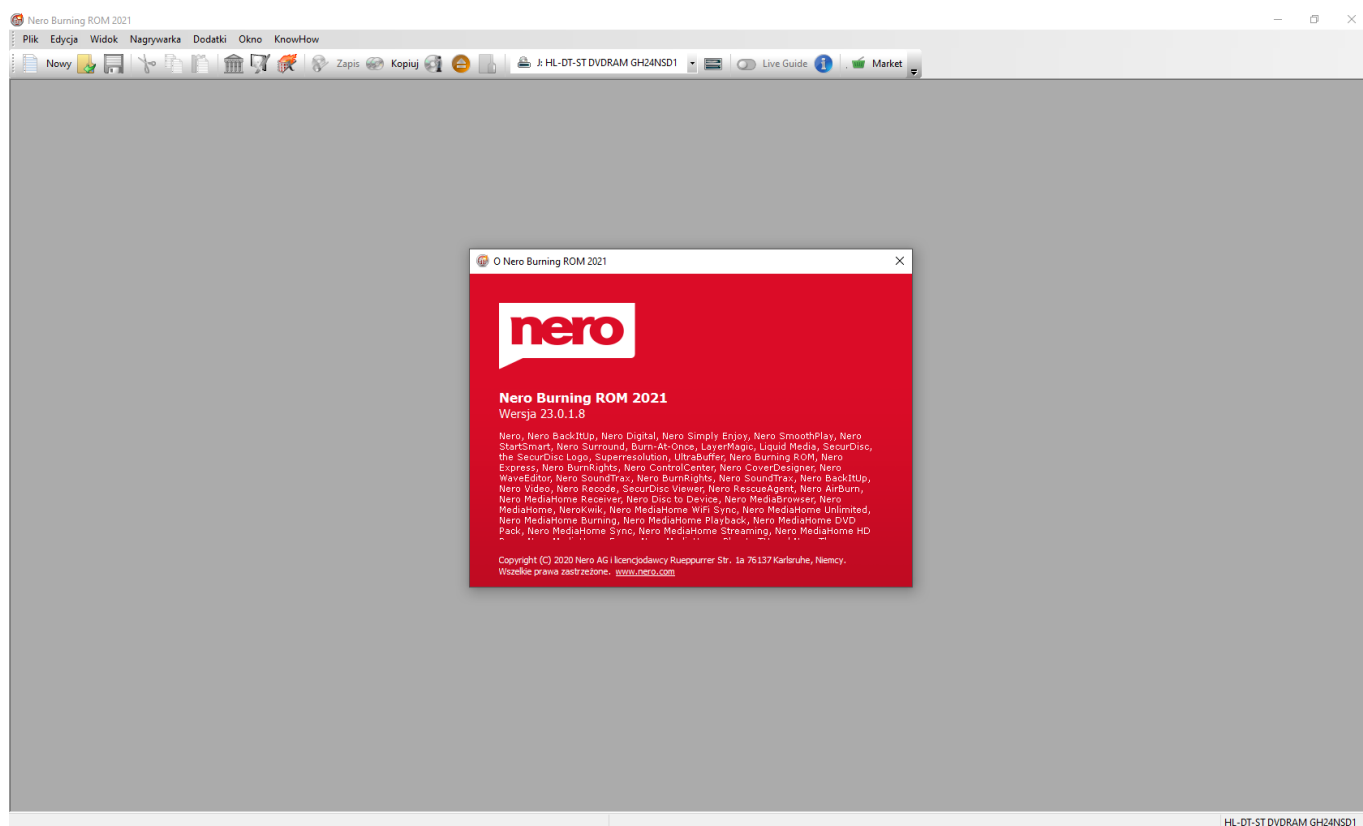 Nero Burning ROM 2021
Plik Edycja Widok Nagrywarka Dodatki Okno KnowHow
Nowy Zapis Kopiuj J: HL-DT-ST DVDRAM GH24NSD1 Live Guide Market
O Nero Burning ROM 2021
nero
Nero Burning ROM 2021
Wersja 23.0.1.8
Nero, Nero BackItUp, Nero Digital, Nero Simply Enjoy, Nero SmoothPlay, Nero
StartSmart, Nero Surround, Burn-At-Once, LayerMagic, Liquid Media, SecurDisc,
the SecurDisc Logo, Superresolution, UltraBuffer, Nero Burning ROM, Nero
Express, Nero BurnRights, Nero ControlCenter, Nero CoverDesigner, Nero
WaveEditor, Nero SoundTrax, Nero BurnRights, Nero SoundTrax, Nero BackItUp,
Nero Video, Nero Recode, SecurDisc Viewer, Nero RescueAgent, Nero AirBurn,
Nero MediaHome Receiver, Nero Disc to Device, Nero MediaBrowser, Nero
MediaHome, NeroKwik, Nero MediaHome WiFi Sync, Nero MediaHome Unlimited,
Nero MediaHome Burning, Nero MediaHome Playback, Nero MediaHome DVD
Pack, Nero MediaHome Sync, Nero MediaHome Streaming, Nero MediaHome HD
Copyright (C) 2020 Nero AG i licencjodawcy Rueppurrer Str. 1a 76137 Karlsruhe, Niemcy.
Wszelkie prawa zastrzeżone. www.nero.com
HL-DT-ST DVDRAM GH24NSD1